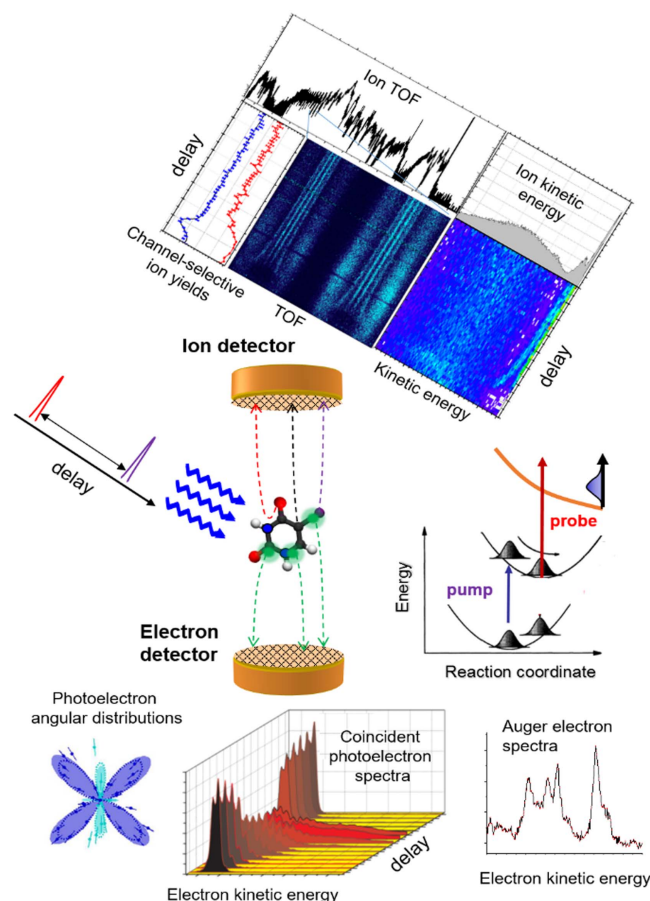 Ion TOF
delay
Ion kinetic
energy
Channel-selective
ion yields
TOF
Kinetic energy
delay
Ion detector
delay
probe
pump
Energy
Reaction coordinate
Electron
detector
Photoelectron
angular distributions
Coincident
photoelectron
spectra
delay
Electron kinetic energy
Auger electron
spectra
Electron kinetic energy